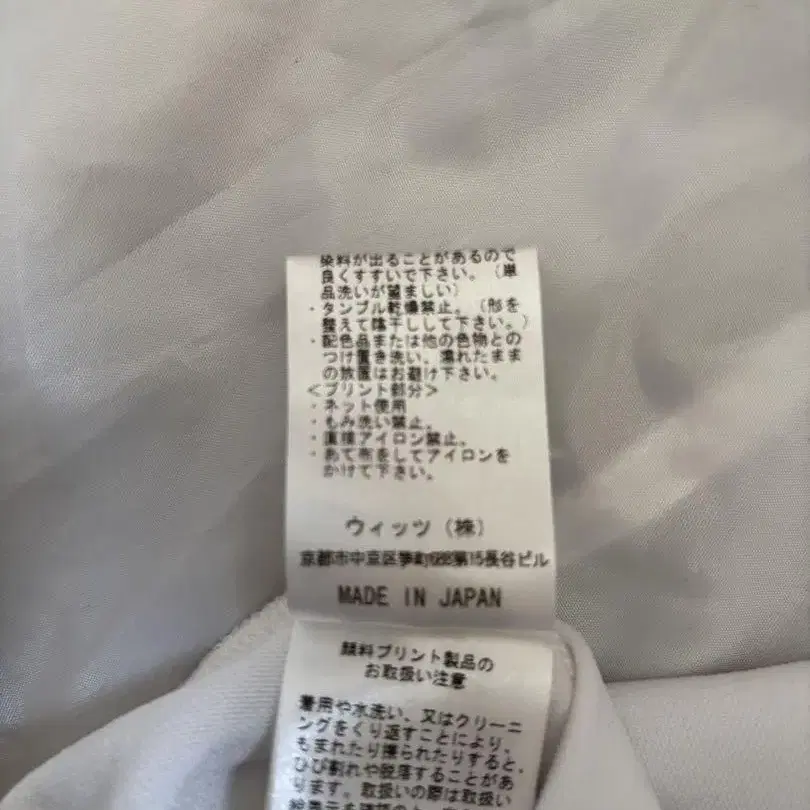 染料が出ることがあるので
良くすすいで下さい。（単
品洗いが望ましい）
・タンブル乾燥禁止。（形を
整えて陰干しして下さい。）
・配色品または他の色物との
つけ置き洗い、濡れたまま
の放置はお避け下さい。
＜プリント部分＞
・ネット使用
・もみ洗い禁止。
・直接アイロン禁止。
・あて布をしてアイロンを
かけて下さい。
ウィッツ（株）
京都市中京区 第15長谷ビル
MADE IN JAPAN
顔料プリント製品の
お取扱い注意
着用や水洗い、又はクリーニ
ングをくり返すことにより、
もまれたり擦られたりすると、
ひび割れや脱落することがあ
ります。取扱いの際は取扱い